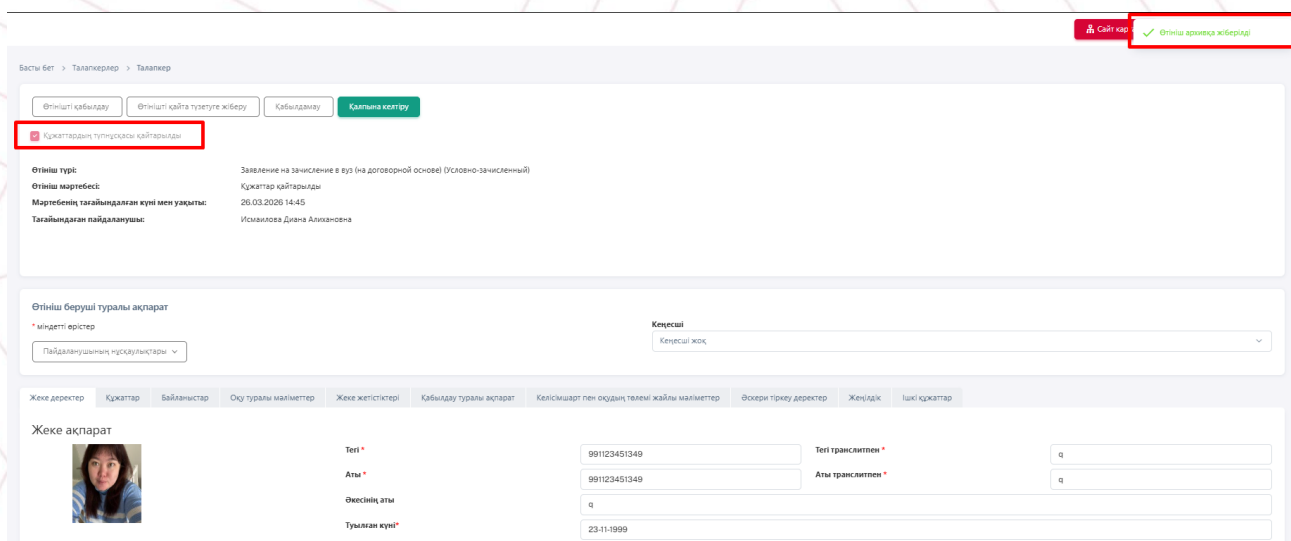 Сайт кар
Өтініш архивка жіберілді
Басты бет > Талапкерлер > Талапкер
Өтінішті қабылдау Өтінішті қайта түзетуге жіберу Қабылдамау Қалпына келтіру
Құжаттардың түпнұсқасы қайтарылды
Өтініш түрі: Заявление на зачисление в вуз (на договорной основе) (Условно-зачисленный)
Өтініш мәртебесі: Құжаттар қайтарылды
Мәртебенің тағайындалған күні мен уақыты: 26.03.2026 14:45
Тағайындаған пайдаланушы: Исмаилова Диана Алихановна
Өтініш беруші туралы ақпарат
* міндетті өрістер
Кеңесші
Пайдаланушының нұсқаулықтары
Кеңесші жоқ
Жеке деректер Құжаттар Байланыстар Оқу туралы мәліметтер Жеке жетістіктері Қабылдау туралы ақпарат Келісімшарт пен оқудың төлемі жайлы мәліметтер Әскери тіркеу деректер Жеңілдік Ішкі құжаттар
Жеке ақпарат
Тегі * 991123451349 Тегі транслитпен * q
Аты * 991123451349 Аты транслитпен * q
Әкесінің аты q
Туылған күні* 23-11-1999